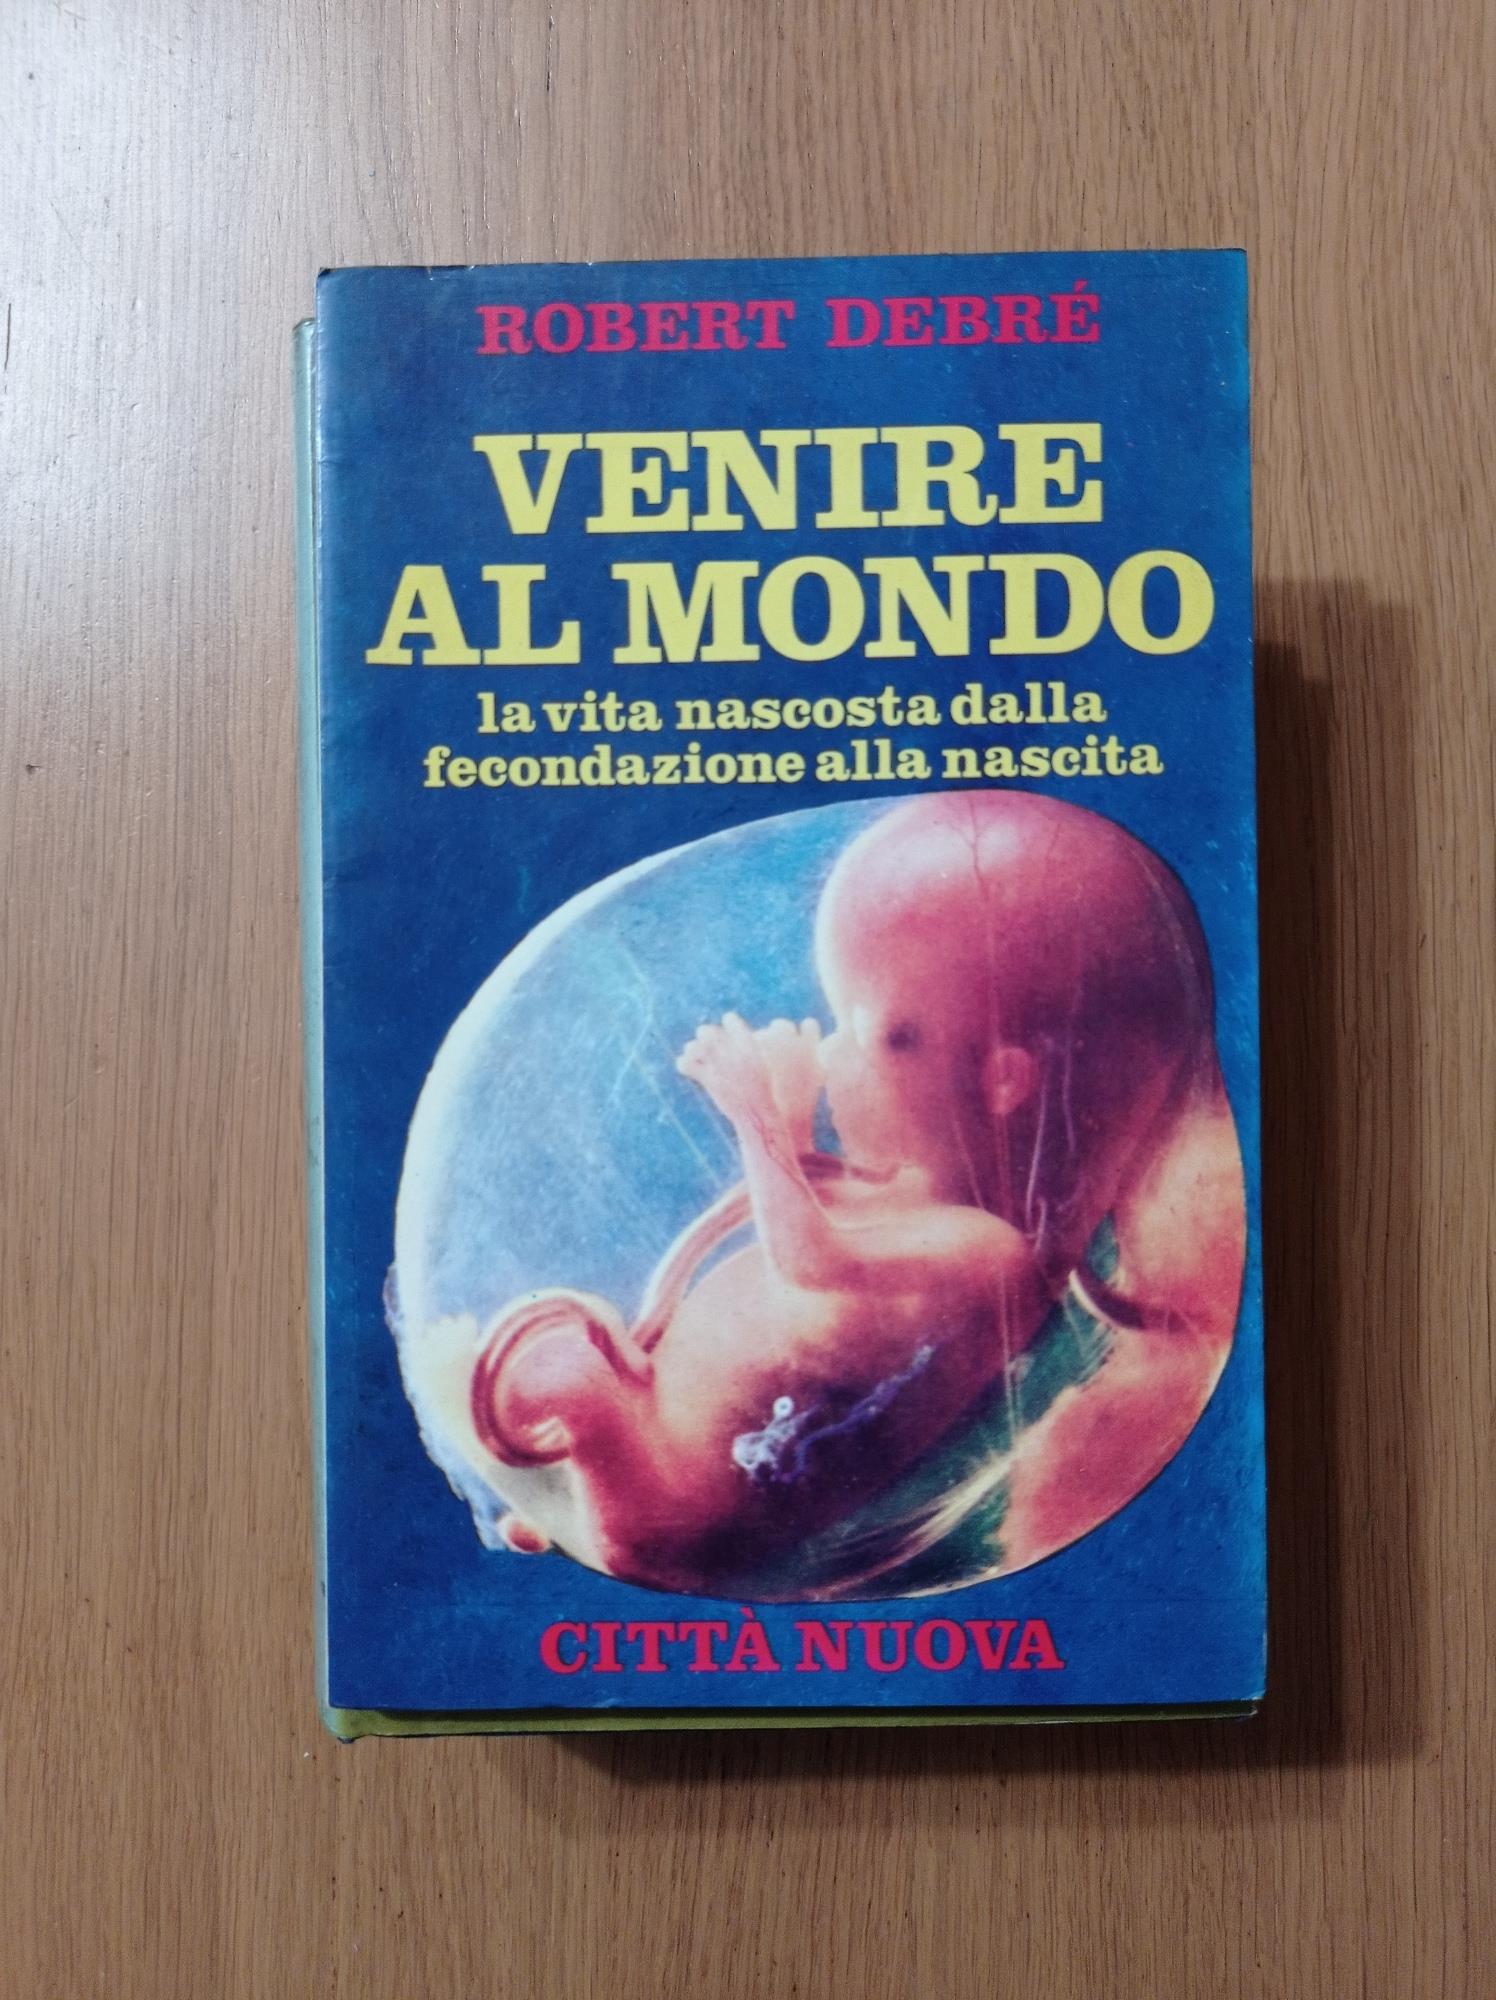 ROBERT DEBRÉ
VENIRE
AL MONDO
la vita nascosta dalla
fecondazione alla nascita
CITTÀ NUOVA